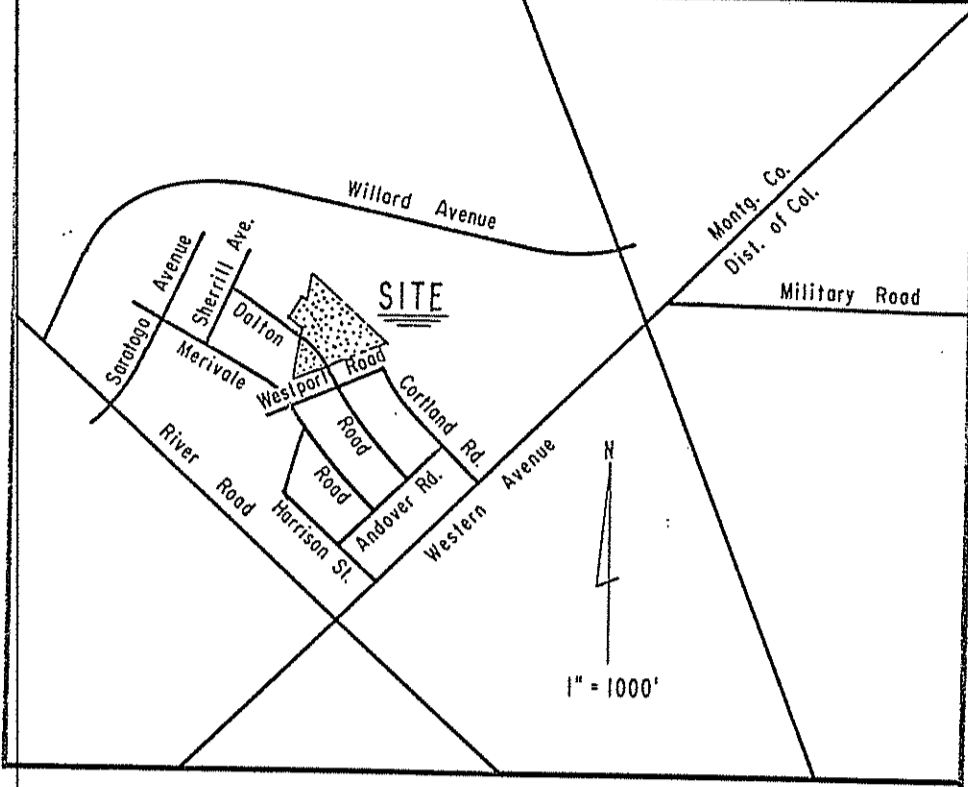 Willard Avenue
Montg. Co.
Dist. of Col.
Military Road
Saratoga Avenue
Sherrill Ave.
SITE
Dalton Road
Merivale Road
Westport Road
Cortland Rd.
River Road
Harrison St.
Andover Rd.
Western Avenue
N
1" = 1000'